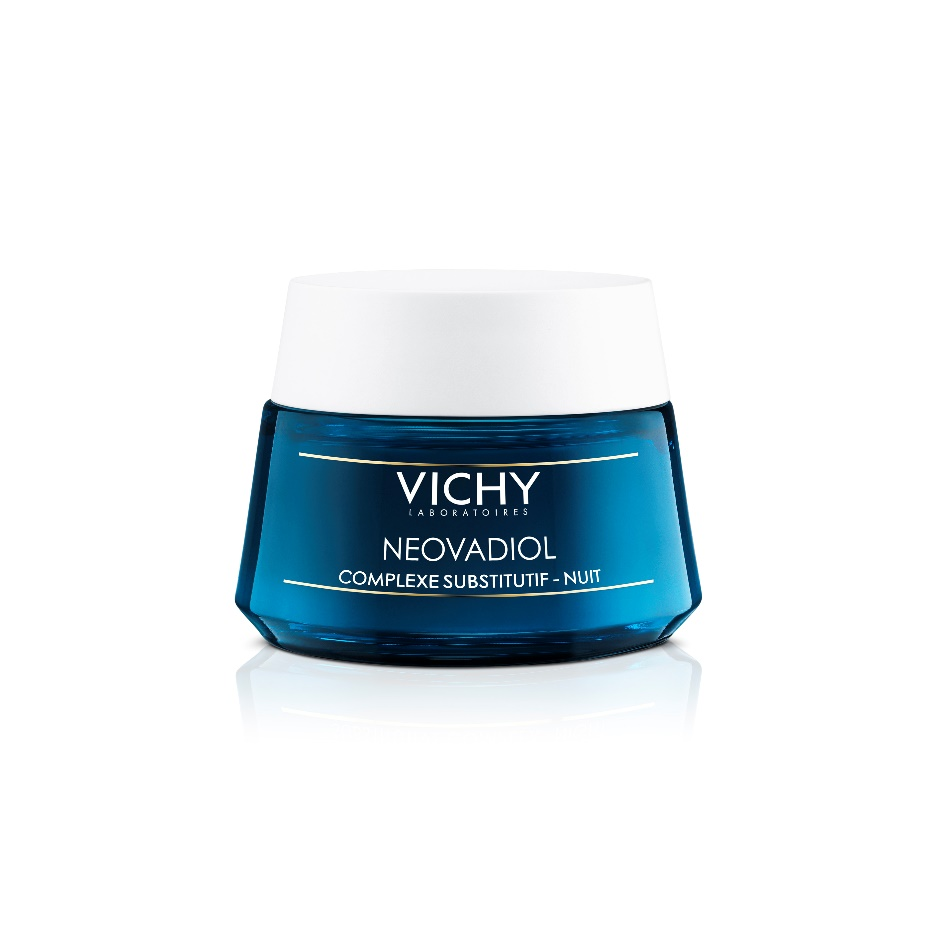 VICHY
LABORATOIRES
NEOVADIOL
COMPLEXE SUBSTITUTIF - NUIT